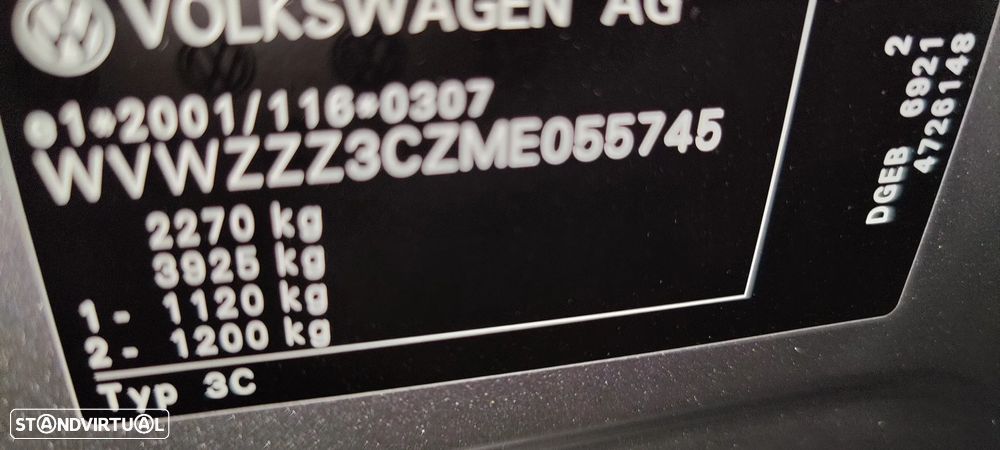 VOLKSWAGEN AG
e1*2001/116*0307
WVWZZZ3CZME055745
2270 kg
3925 kg
1- 1120 kg
2- 1200 kg
Typ 3C
2
DGEB 6921
4726148
STANDVIRTUAL